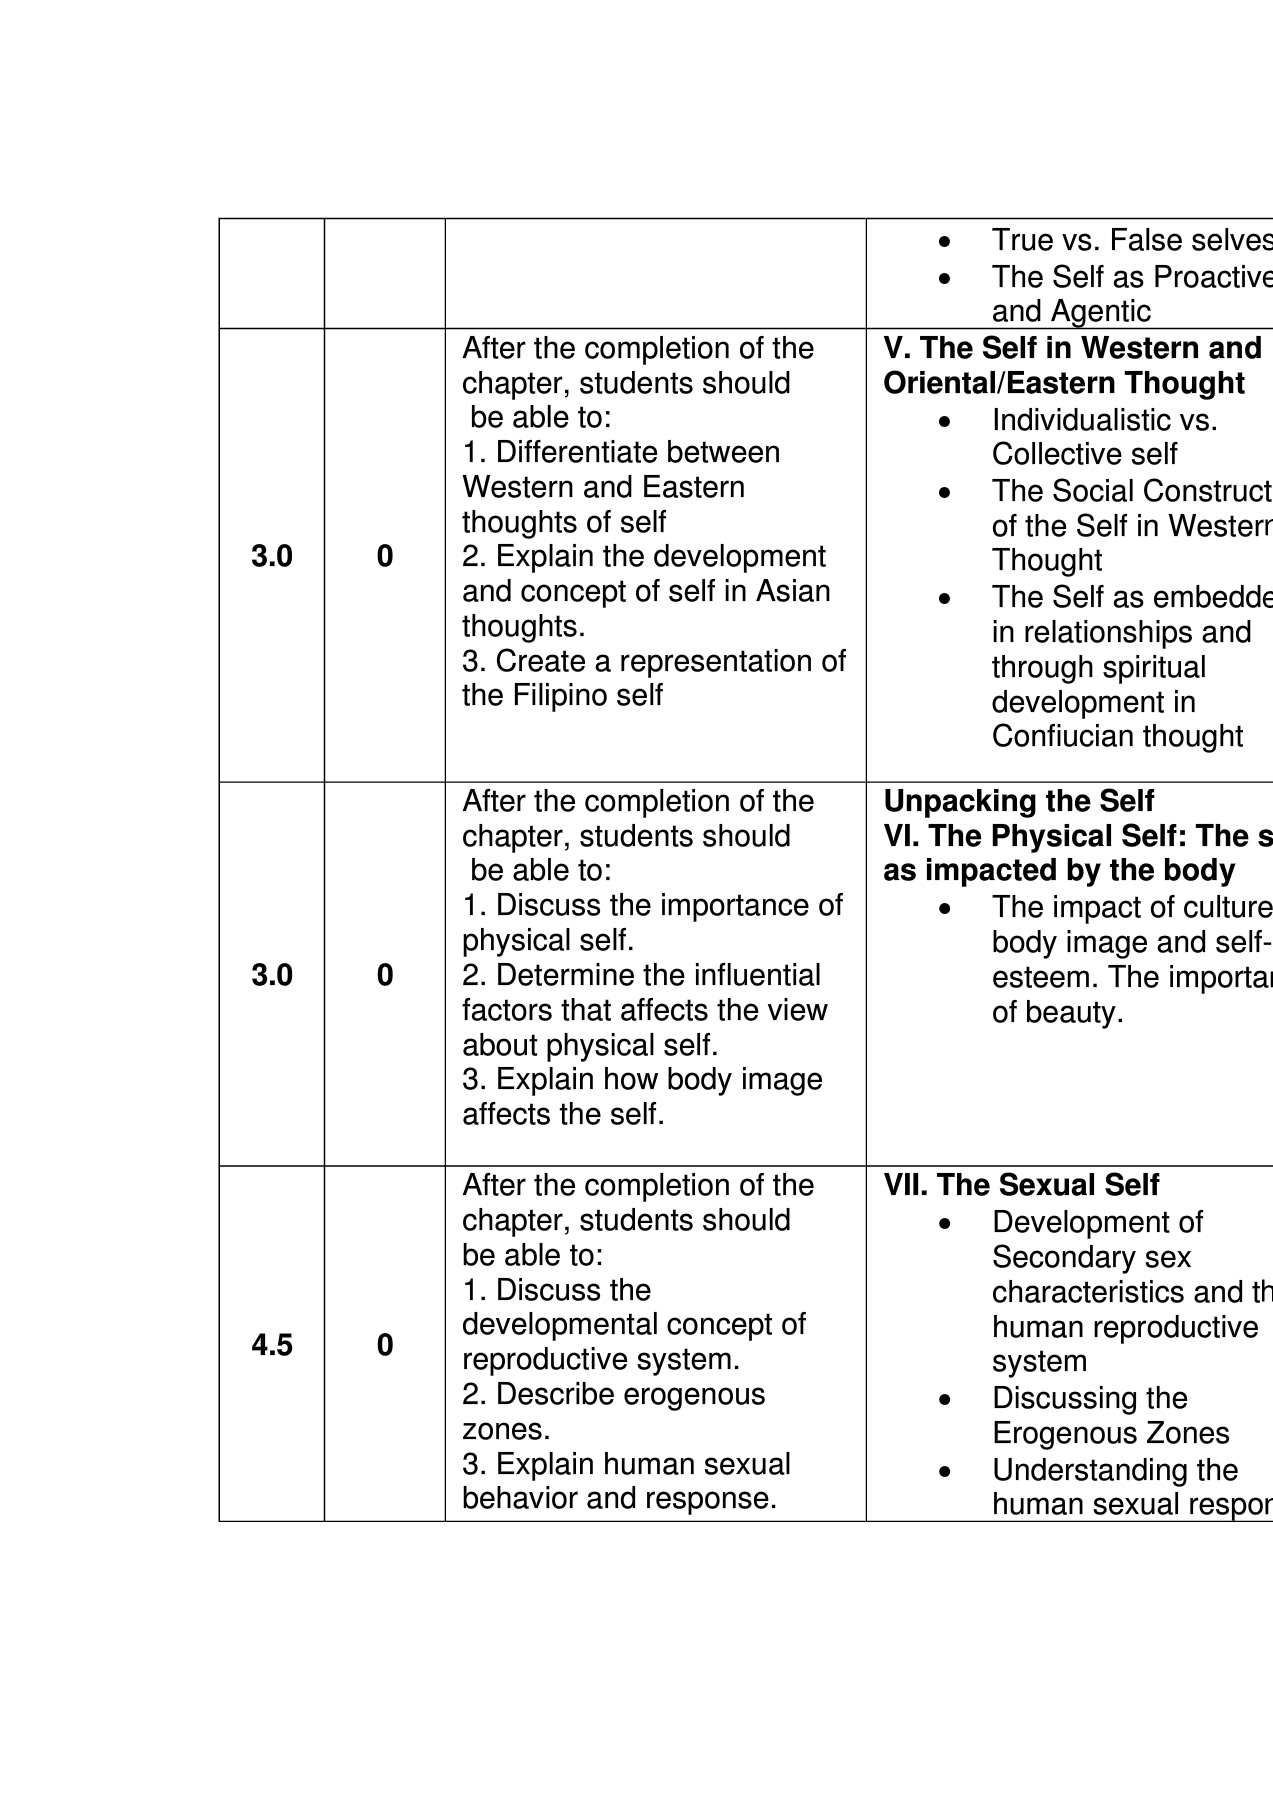 • True vs. False selves
• The Self as Proactive
and Agentic
3.0
0
After the completion of the
chapter, students should
be able to:
1. Differentiate between
Western and Eastern
thoughts of self
2. Explain the development
and concept of self in Asian
thoughts.
3. Create a representation of
the Filipino self
V. The Self in Western and
Oriental/Eastern Thought
• Individualistic vs.
Collective self
• The Social Construct
of the Self in Western
Thought
• The Self as embedde
in relationships and
through spiritual
development in
Confiucian thought
3.0
0
After the completion of the
chapter, students should
be able to:
1. Discuss the importance of
physical self.
2. Determine the influential
factors that affects the view
about physical self.
3. Explain how body image
affects the self.
Unpacking the Self
VI. The Physical Self: The s
as impacted by the body
• The impact of culture
body image and self-
esteem. The importan
of beauty.
4.5
0
After the completion of the
chapter, students should
be able to:
1. Discuss the
developmental concept of
reproductive system.
2. Describe erogenous
zones.
3. Explain human sexual
behavior and response.
VII. The Sexual Self
• Development of
Secondary sex
characteristics and th
human reproductive
system
• Discussing the
Erogenous Zones
• Understanding the
human sexual respon